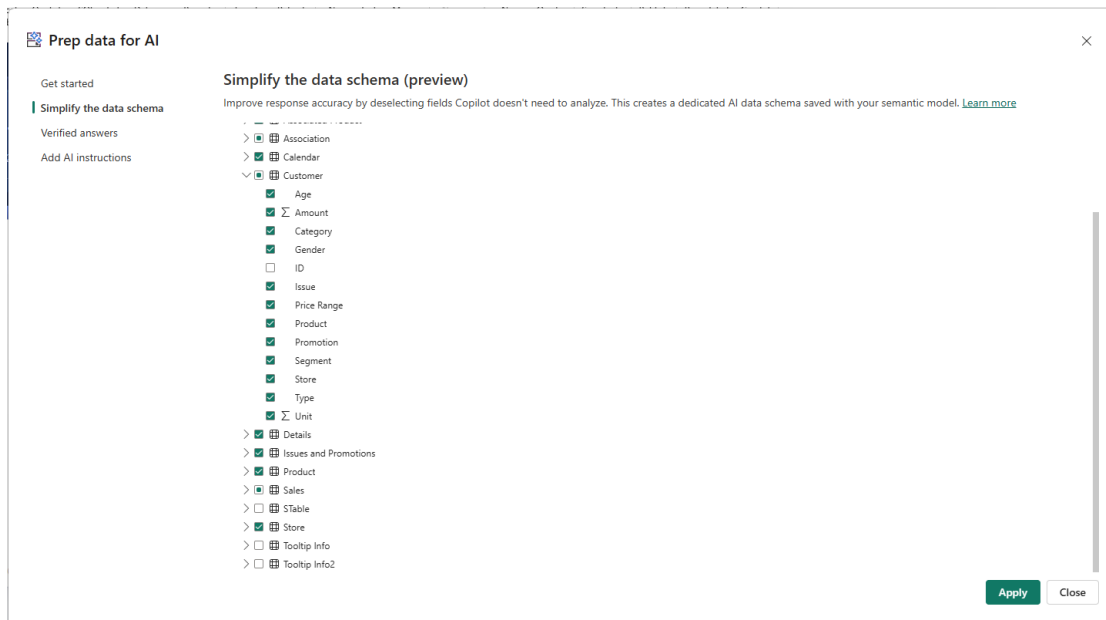 Prep data for AI
Get started
Simplify the data schema
Verified answers
Add AI instructions
Simplify the data schema (preview)
Improve response accuracy by deselecting fields Copilot doesn't need to analyze. This creates a dedicated AI data schema saved with your semantic model. Learn more
Association
Calendar
Customer
Age
Σ Amount
Category
Gender
ID
Issue
Price Range
Product
Promotion
Segment
Store
Type
Σ Unit
Details
Issues and Promotions
Product
Sales
STable
Store
Tooltip Info
Tooltip Info2
Apply
Close